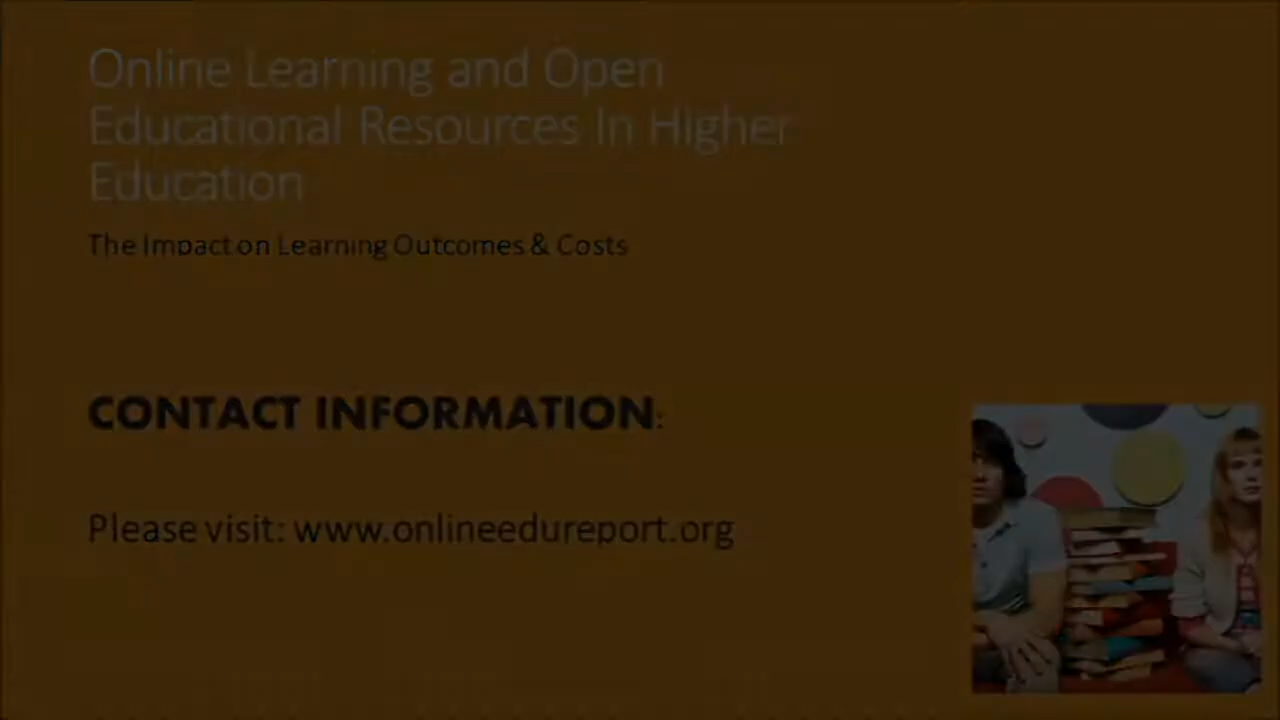 Online Learning and Open
Educational Resources In Higher
Education
The Impact on Learning Outcomes & Costs
CONTACT INFORMATION:
Please visit: www.onlineedureport.org